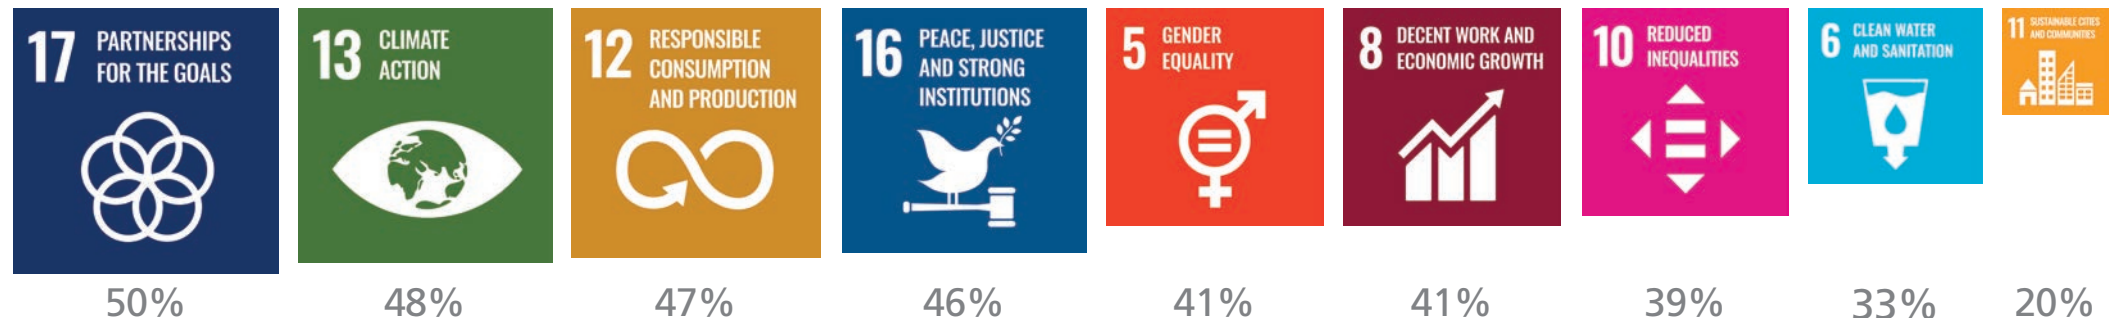 17 PARTNERSHIPS
FOR THE GOALS
13 CLIMATE
ACTION
12 RESPONSIBLE
CONSUMPTION
AND PRODUCTION
16 PEACE, JUSTICE
AND STRONG
INSTITUTIONS
5 GENDER
EQUALITY
8 DECENT WORK AND
ECONOMIC GROWTH
10 REDUCED
INEQUALITIES
6 CLEAN WATER
AND SANITATION
11 SUSTAINABLE CITIES
AND COMMUNITIES
50% 48% 47% 46% 41% 41% 39% 33% 20%